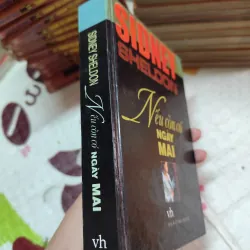 SIDNEY
SHELDON
Nếu còn có
NGÀY
MAI
vh
SIDNEY SHELDON
Nếu còn có
NGÀY MAI
vh